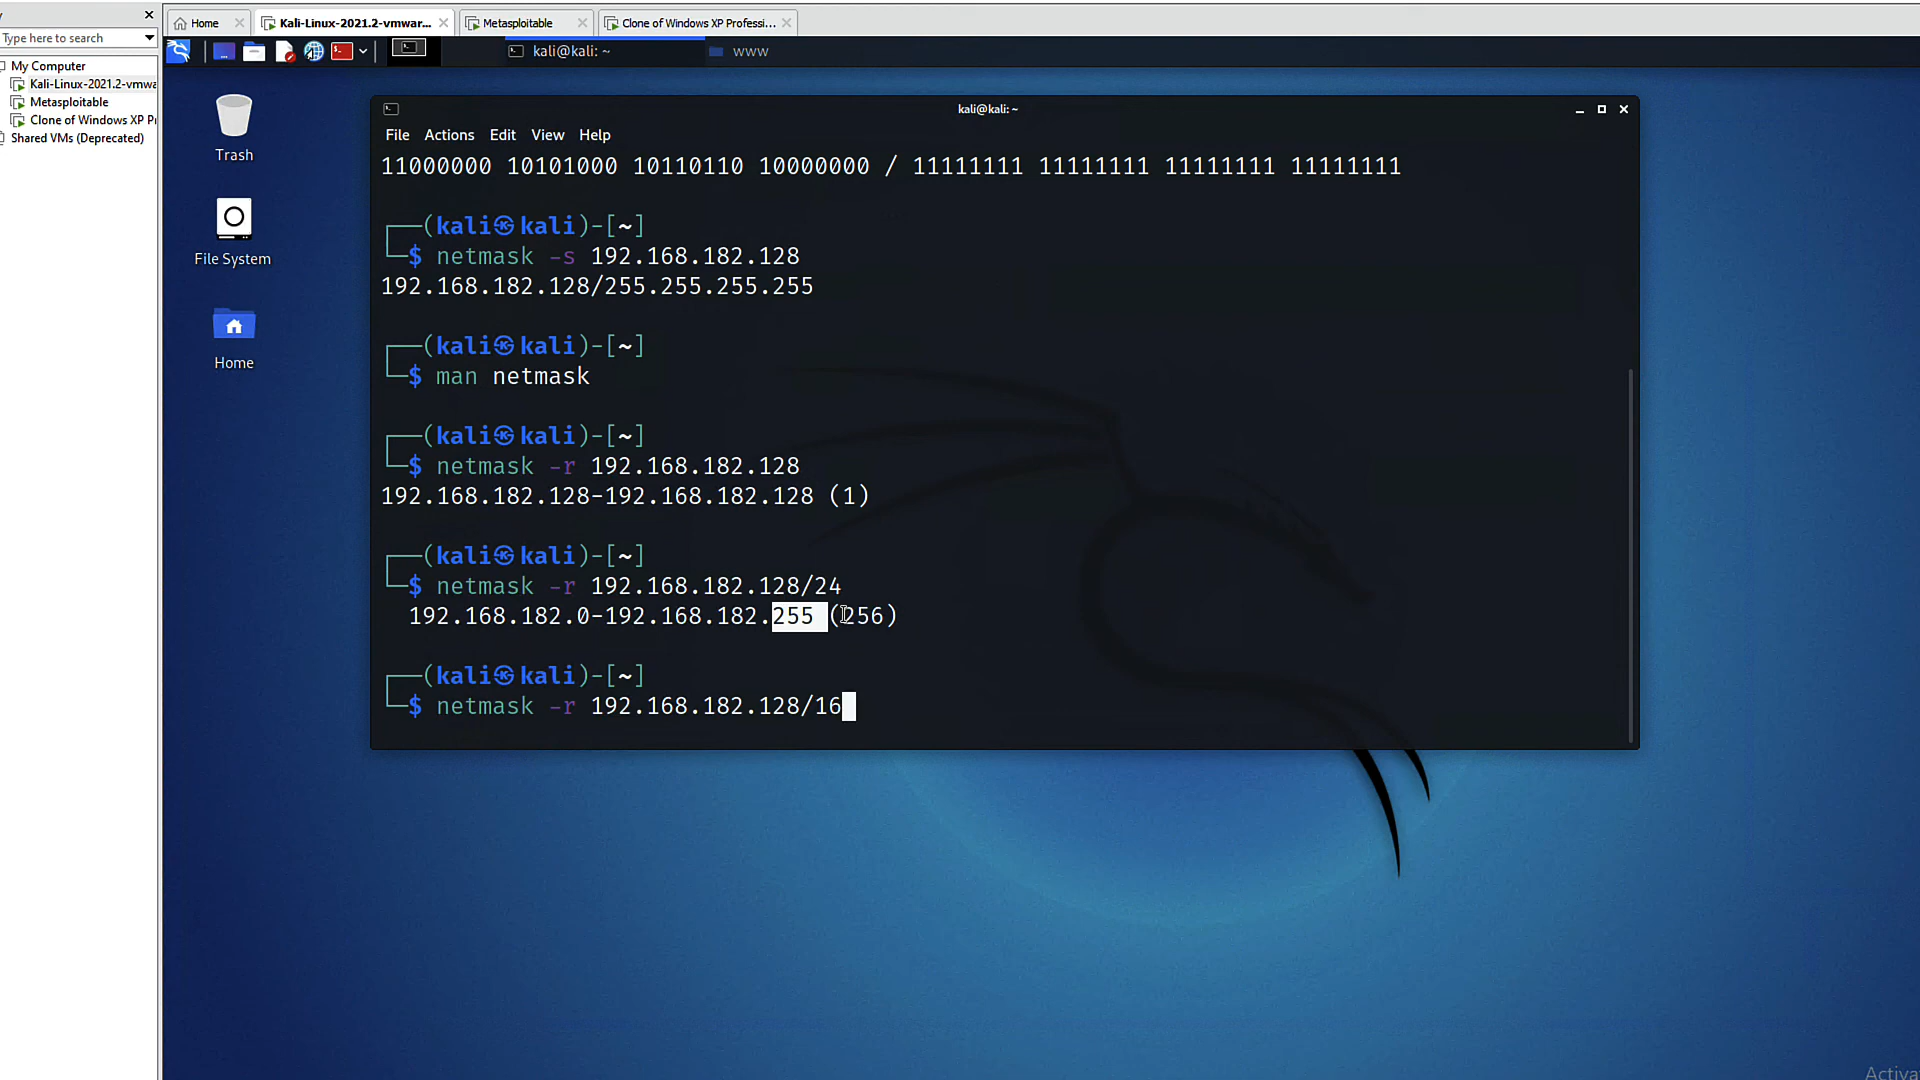 Home
Kali-Linux-2021.2-vmwar...
Metasploitable
Clone of Windows XP Professi...
Type here to search
My Computer
Kali-Linux-2021.2-vmwa
Metasploitable
Clone of Windows XP Pr
Shared VMs (Deprecated)
kali@kali: ~
www
Trash
File System
Home
kali@kali: ~
File Actions Edit View Help
11000000 10101000 10110110 10000000 / 11111111 11111111 11111111 11111111
┌──(kali㉿kali)-[~]
└─$ netmask -s 192.168.182.128
192.168.182.128/255.255.255.255
┌──(kali㉿kali)-[~]
└─$ man netmask
┌──(kali㉿kali)-[~]
└─$ netmask -r 192.168.182.128
192.168.182.128-192.168.182.128 (1)
┌──(kali㉿kali)-[~]
└─$ netmask -r 192.168.182.128/24
192.168.182.0-192.168.182.255 (256)
┌──(kali㉿kali)-[~]
└─$ netmask -r 192.168.182.128/16
Activa